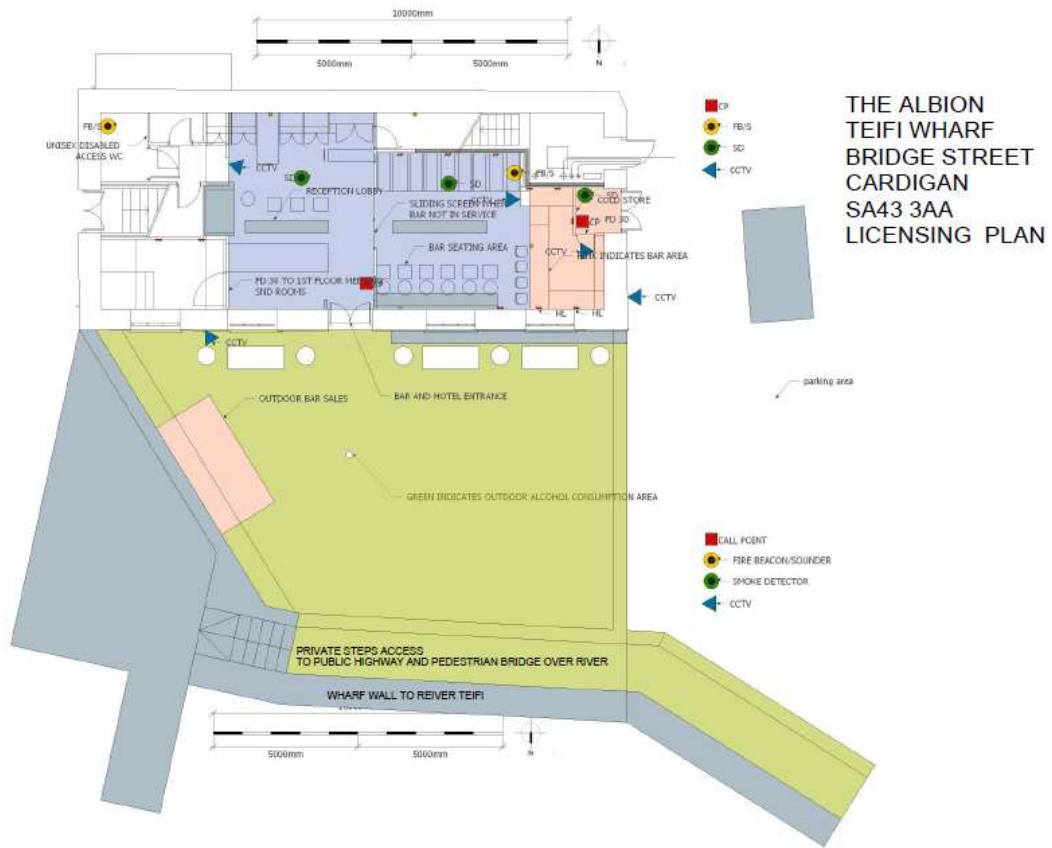 10000mm
5000mm
5000mm
N
CP
FB/S
SD
CCTV
THE ALBION
TEIFI WHARF
BRIDGE STREET
CARDIGAN
SA43 3AA
LICENSING PLAN
FB/S
UNISEX DISABLED
ACCESS WC
CCTV
SD
RECEPTION LOBBY
SD
FB/S
CCTV
SLIDING SCREEN WHEN
BAR NOT IN SERVICE
SD
COLD STORE
CP
FD 30
BAR SEATING AREA
CCTV
PINK INDICATES BAR AREA
FD 30 TO 1ST FLOOR
SND ROOMS
HL
HL
CCTV
CCTV
parking area
OUTDOOR BAR SALES
BAR AND HOTEL ENTRANCE
GREEN INDICATES OUTDOOR ALCOHOL CONSUMPTION AREA
CALL POINT
FIRE BEACON/SOUNDER
SMOKE DETECTOR
CCTV
PRIVATE STEPS ACCESS
TO PUBLIC HIGHWAY AND PEDESTRIAN BRIDGE OVER RIVER
WHARF WALL TO REIVER TEIFI
5000mm
5000mm
N